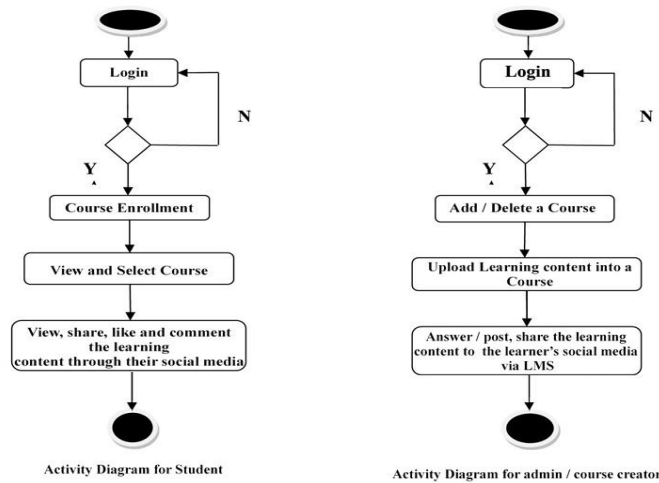 Login
N
Y
Course Enrollment
View and Select Course
View, share, like and comment
the learning
content through their social media
Activity Diagram for Student
Login
N
Y
Add / Delete a Course
Upload Learning content into a
Course
Answer / post, share the learning
content to the learner's social media
via LMS
Activity Diagram for admin / course creator